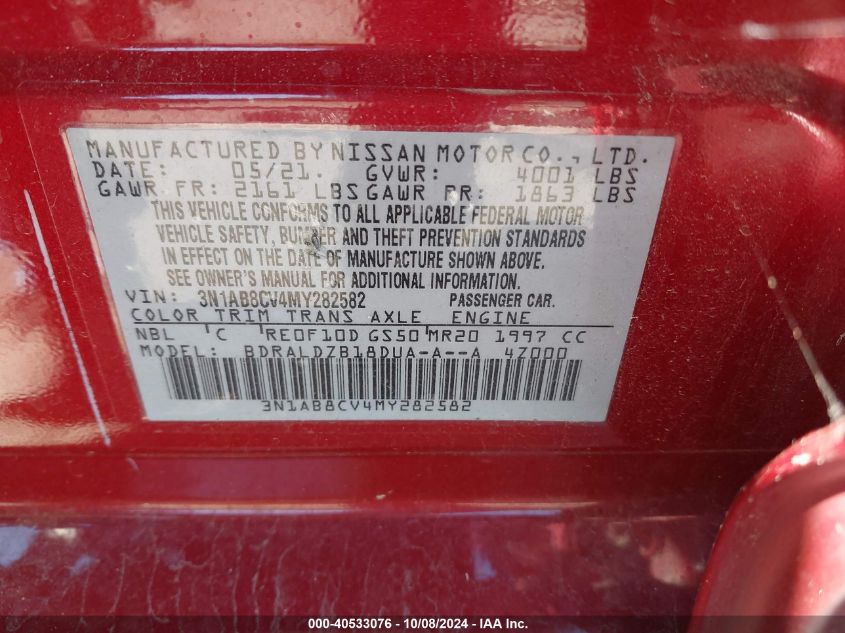 MANUFACTURED BY NISSAN MOTOR CO., LTD.
DATE: 05/21. GVWR: 4001 LBS
GAWR FR: 2161 LBS GAWR RR: 1863 LBS
THIS VEHICLE CONFORMS TO ALL APPLICABLE FEDERAL MOTOR
VEHICLE SAFETY, BUMPER AND THEFT PREVENTION STANDARDS
IN EFFECT ON THE DATE OF MANUFACTURE SHOWN ABOVE.
SEE OWNER'S MANUAL FOR ADDITIONAL INFORMATION.
VIN: 3N1AB8CV4MY282582 PASSENGER CAR.
COLOR TRIM TRANS AXLE ENGINE
NBL C RE0F10D GS50 MR20 1997 CC
MODEL: BDRALDZB18DUA-A--A 4Z000
3N1AB8CV4MY282582
000-40533076 - 10/08/2024 - IAA Inc.